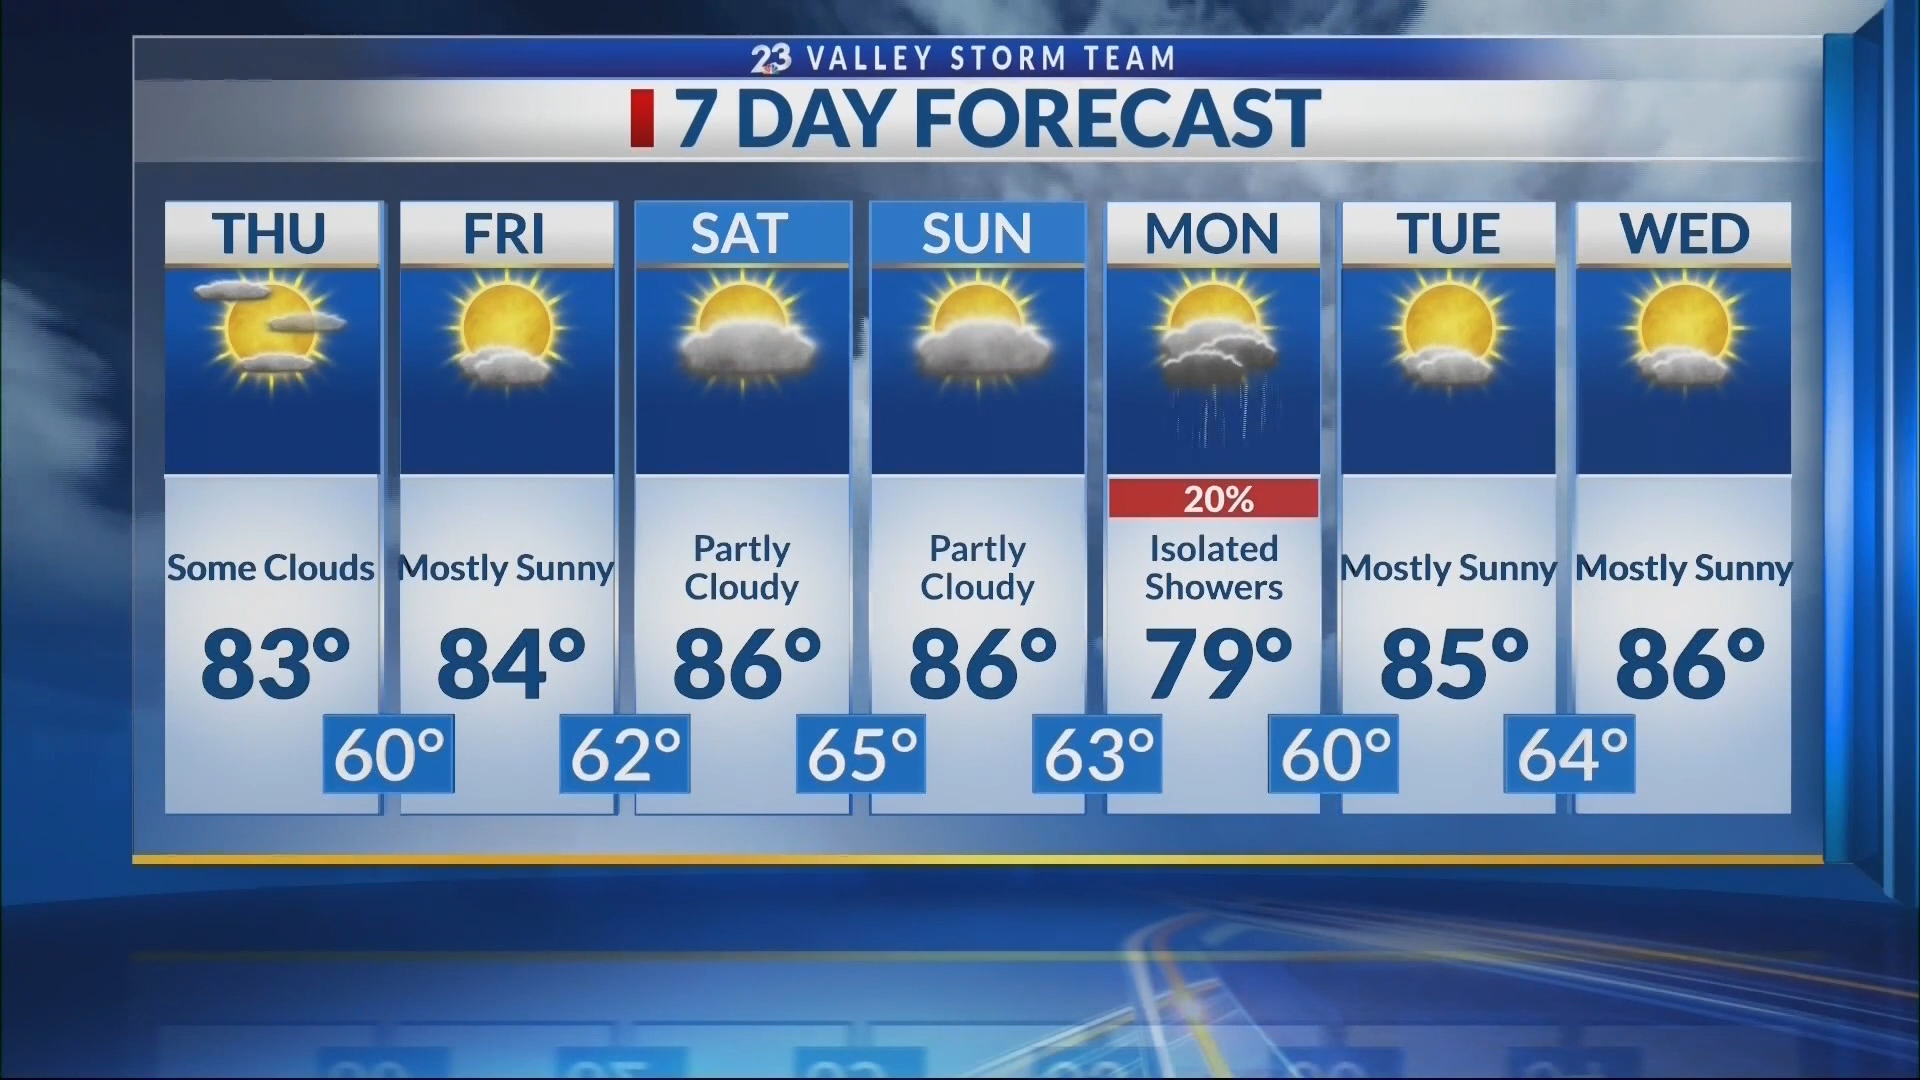 23 VALLEY STORM TEAM
7 DAY FORECAST
THU FRI SAT SUN MON TUE WED
20%
Some Clouds
Mostly Sunny
Partly
Cloudy
Partly
Cloudy
Isolated
Showers
Mostly Sunny
Mostly Sunny
83° 84° 86° 86° 79° 85° 86°
60° 62° 65° 63° 60° 64°